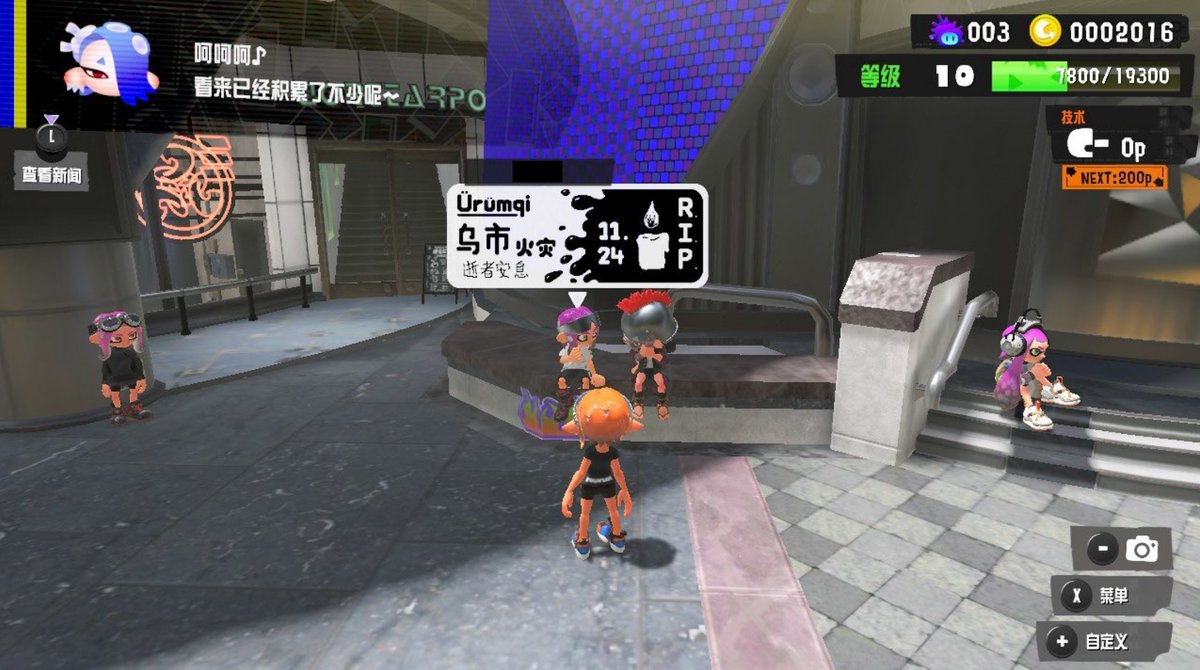 呵呵呵♪
看来已经积累了不少呢~
CARPO
L
查看新闻
003
0002016
等级 10 7800/19300
技术
0p
NEXT:200p
Ürümqi
乌市火灾
逝者安息
11.
24
RIP
-
X 菜单
+ 自定义